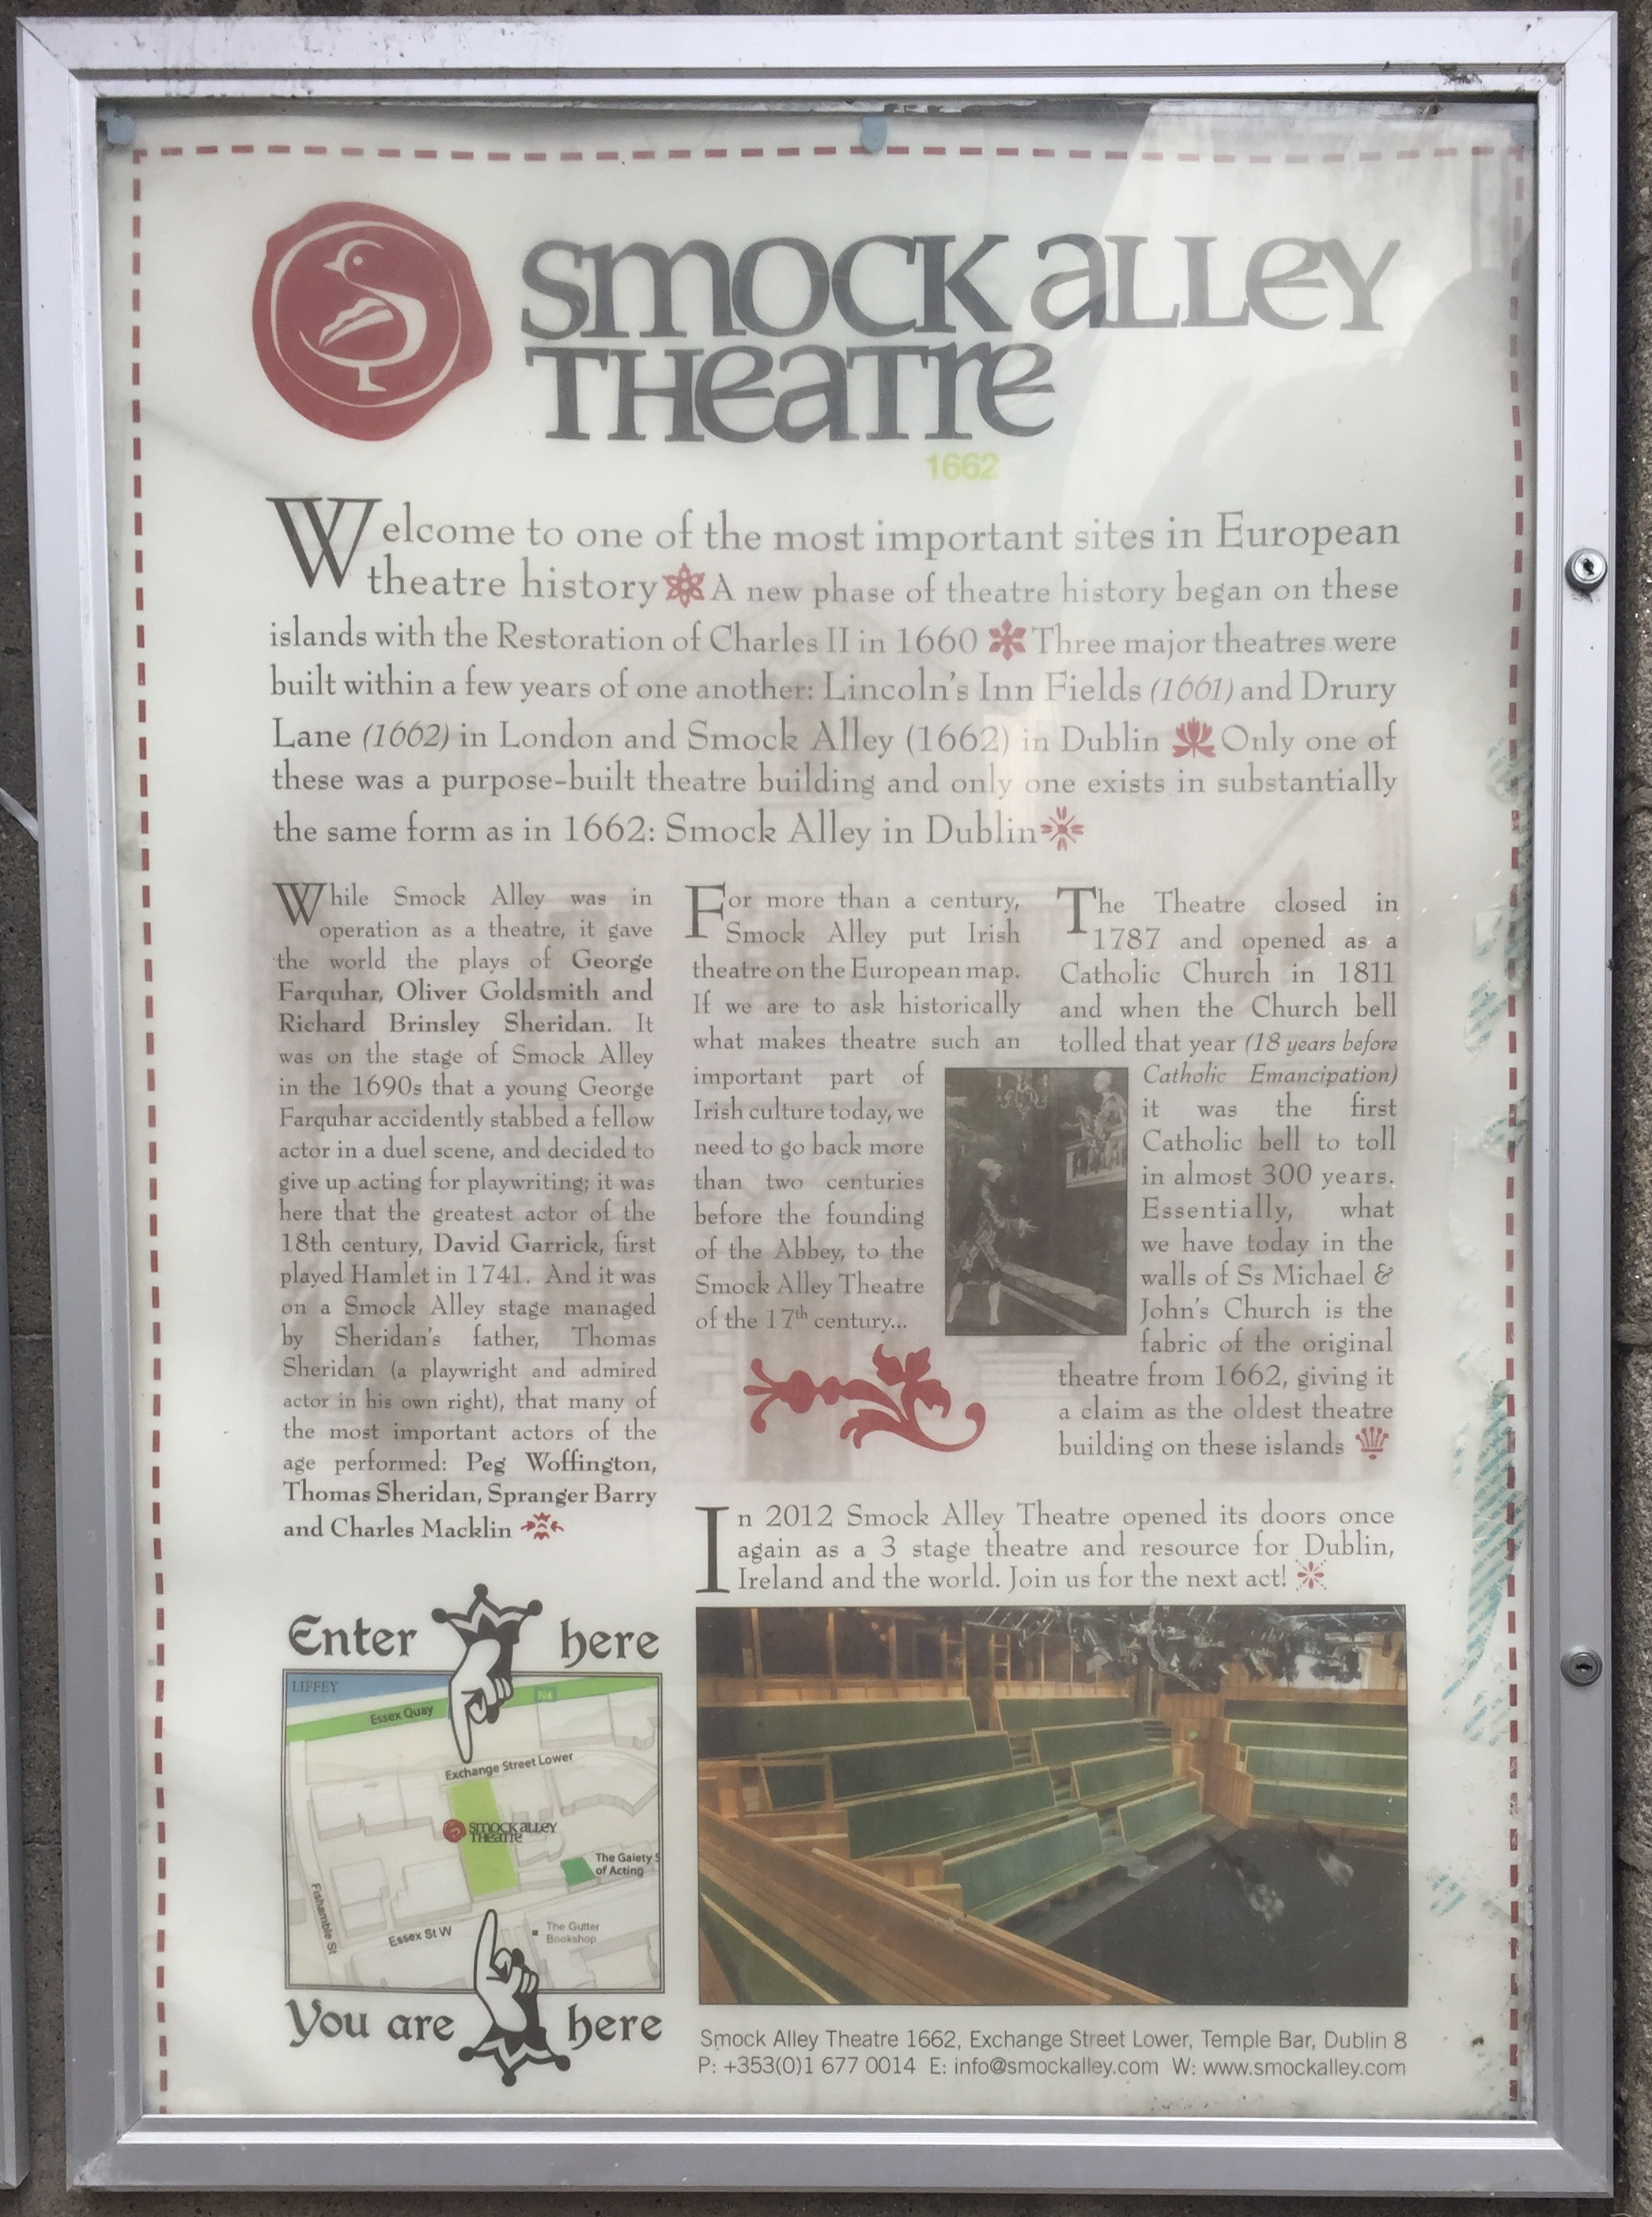 smock alley
theatre
1662
Welcome to one of the most important sites in European
theatre history A new phase of theatre history began on these
islands with the Restoration of Charles II in 1660 Three major theatres were
built within a few years of one another: Lincoln's Inn Fields (1661) and Drury
Lane (1662) in London and Smock Alley (1662) in Dublin Only one of
these was a purpose-built theatre building and only one exists in substantially
the same form as in 1662: Smock Alley in Dublin
While Smock Alley was in
operation as a theatre, it gave
the world the plays of George
Farquhar, Oliver Goldsmith and
Richard Brinsley Sheridan. It
was on the stage of Smock Alley
in the 1690s that a young George
Farquhar accidently stabbed a fellow
actor in a duel scene, and decided to
give up acting for playwriting; it was
here that the greatest actor of the
18th century, David Garrick, first
played Hamlet in 1741. And it was
on a Smock Alley stage managed
by Sheridan's father, Thomas
Sheridan (a playwright and admired
actor in his own right), that many of
the most important actors of the
age performed: Peg Woffington,
Thomas Sheridan, Spranger Barry
and Charles Macklin
For more than a century,
Smock Alley put Irish
theatre on the European map.
If we are to ask historically
what makes theatre such an
important part of
Irish culture today, we
need to go back more
than two centuries
before the founding
of the Abbey, to the
Smock Alley Theatre
of the 17th century...
The Theatre closed in
1787 and opened as a
Catholic Church in 1811
and when the Church bell
tolled that year (18 years before
Catholic Emancipation)
it was the first
Catholic bell to toll
in almost 300 years.
Essentially, what
we have today in the
walls of Ss Michael &
John's Church is the
fabric of the original
theatre from 1662, giving it
a claim as the oldest theatre
building on these islands
In 2012 Smock Alley Theatre opened its doors once
again as a 3 stage theatre and resource for Dublin,
Ireland and the world. Join us for the next act!
Enter here
LIFFEY
Essex Quay
Exchange Street Lower
smock alley
theatre
The Gaiety S
of Acting
Fishamble St
Essex St W
The Gutter
Bookshop
You are here
Smock Alley Theatre 1662, Exchange Street Lower, Temple Bar, Dublin 8
P: +353(0)1 677 0014 E: info@smockalley.com W: www.smockalley.com